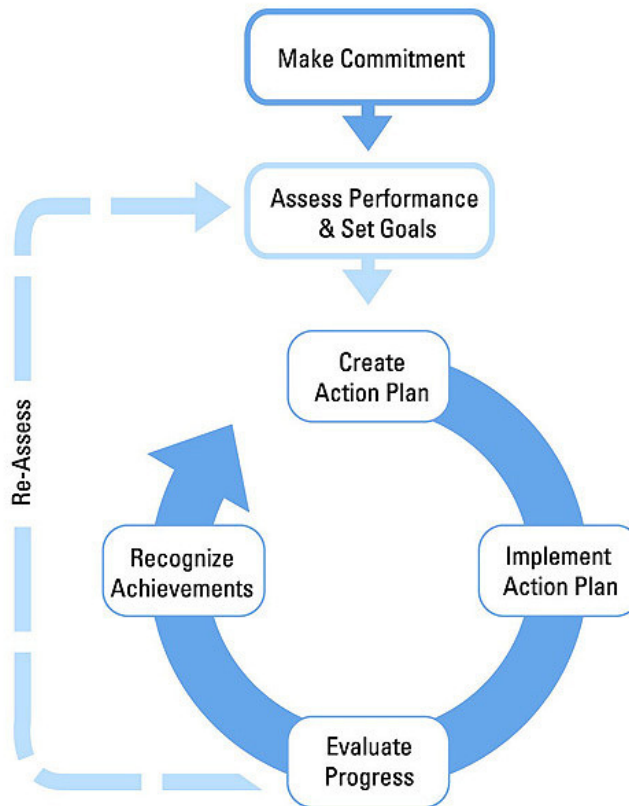 Make Commitment
Assess Performance
& Set Goals
Create
Action Plan
Re-Assess
Recognize
Achievements
Implement
Action Plan
Evaluate
Progress